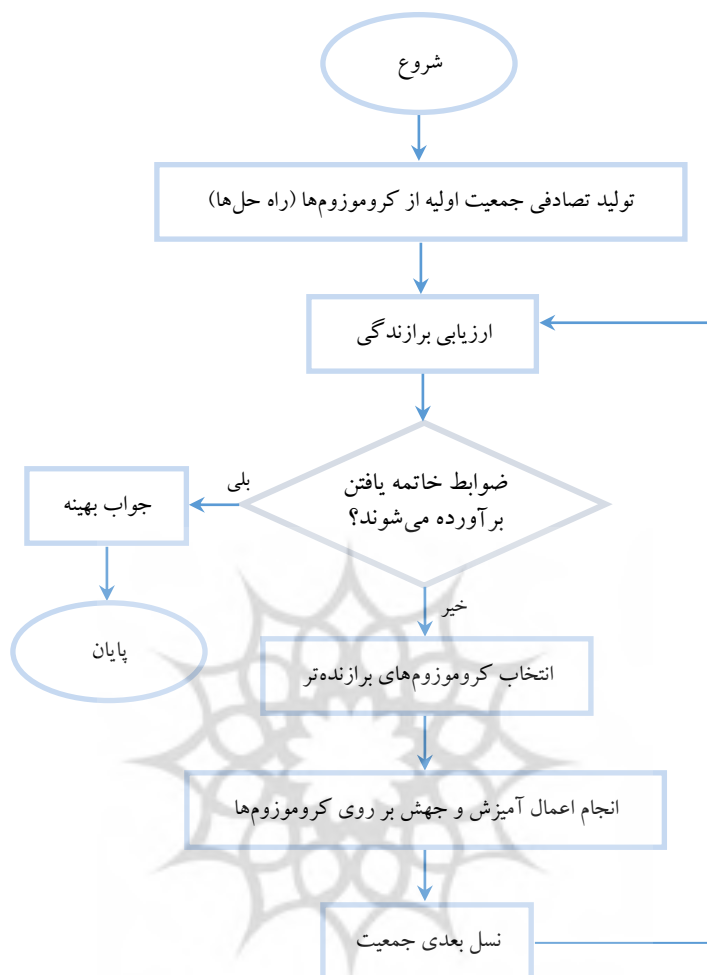 شروع
تولید تصادفی جمعیت اولیه از کروموزوم‌ها (راه حل‌ها)
ارزیابی برازندگی
ضوابط خاتمه یافتن
برآورده می‌شوند؟
بلی
جواب بهینه
پایان
خیر
انتخاب کروموزوم‌های برازنده‌تر
انجام اعمال آمیزش و جهش بر روی کروموزوم‌ها
نسل بعدی جمعیت